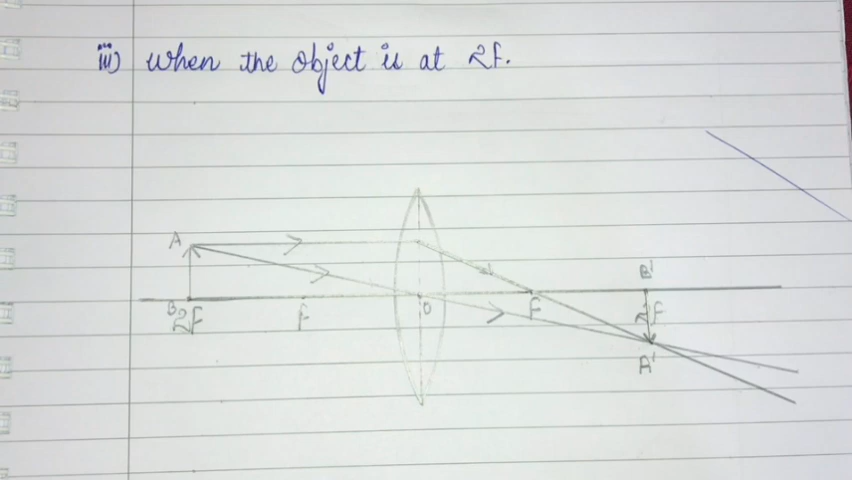 iii) When the object is at 2F.
A
B'
B
2F
F
O
F
2F
A'